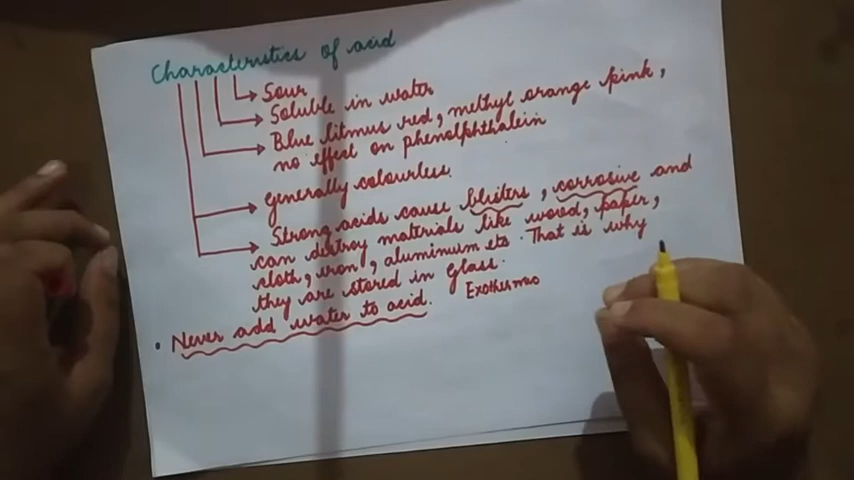 Characteristics of acid
Sour
Soluble in water
Blue litmus red, methyl orange pink,
no effect on phenolphthalein
generally colourless.
Strong acids cause blisters, corrosive and
can destroy materials like wood, paper,
cloth, iron, aluminum etc. That is why
they are stored in glass.
• Never add water to acid.